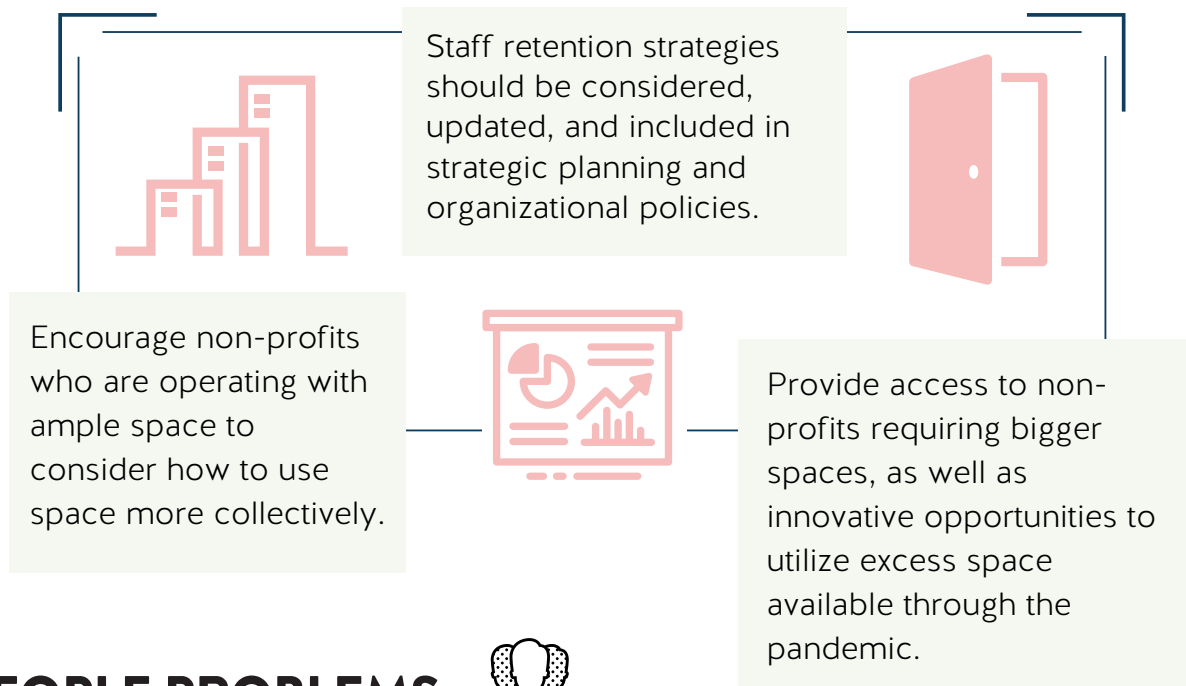 Staff retention strategies
should be considered,
updated, and included in
strategic planning and
organizational policies.
Encourage non-profits
who are operating with
ample space to
consider how to use
space more collectively.
Provide access to non-
profits requiring bigger
spaces, as well as
innovative opportunities to
utilize excess space
available through the
pandemic.
PROBLEMS